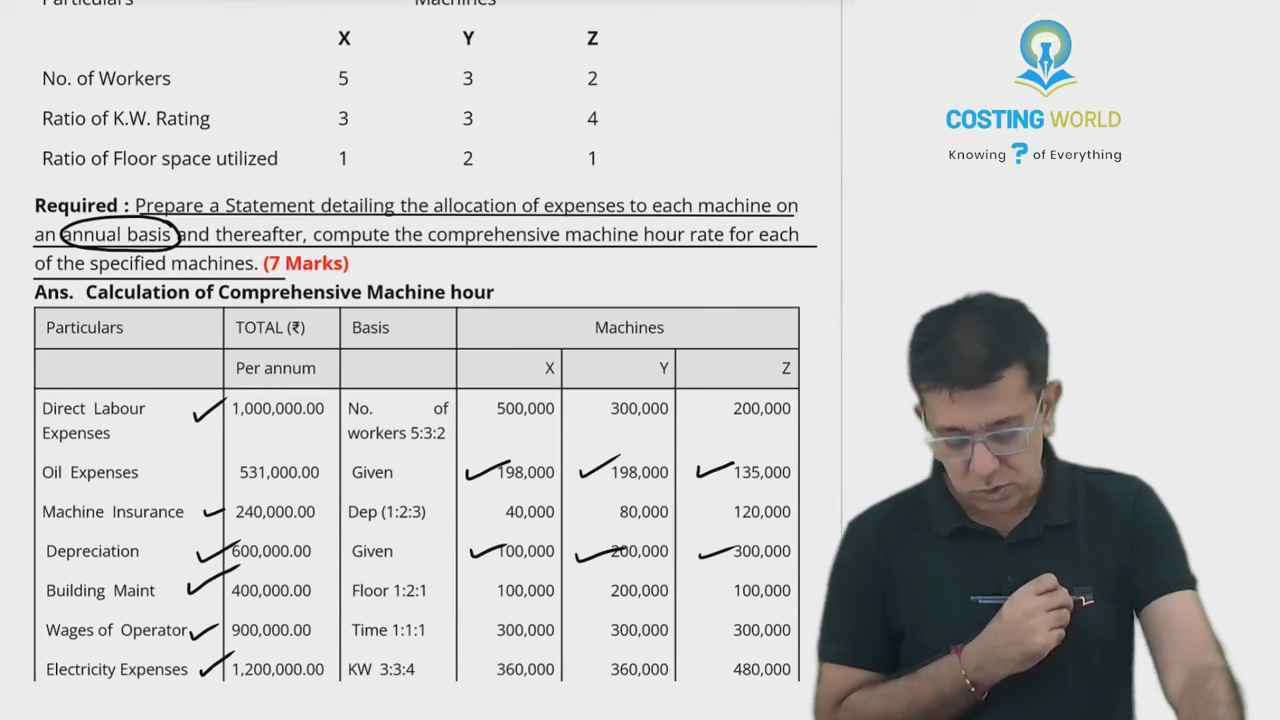 Particulars Machines
X Y Z
No. of Workers 5 3 2
Ratio of K.W. Rating 3 3 4
Ratio of Floor space utilized 1 2 1
Required : Prepare a Statement detailing the allocation of expenses to each machine on
an annual basis and thereafter, compute the comprehensive machine hour rate for each
of the specified machines. (7 Marks)
Ans. Calculation of Comprehensive Machine hour
Particulars TOTAL (₹) Basis Machines
Per annum X Y Z
Direct Labour 1,000,000.00 No. of 500,000 300,000 200,000
Expenses workers 5:3:2
Oil Expenses 531,000.00 Given 198,000 198,000 135,000
Machine Insurance 240,000.00 Dep (1:2:3) 40,000 80,000 120,000
Depreciation 600,000.00 Given 100,000 200,000 300,000
Building Maint 400,000.00 Floor 1:2:1 100,000 200,000 100,000
Wages of Operator 900,000.00 Time 1:1:1 300,000 300,000 300,000
Electricity Expenses 1,200,000.00 KW 3:3:4 360,000 360,000 480,000
COSTING WORLD
Knowing ? of Everything